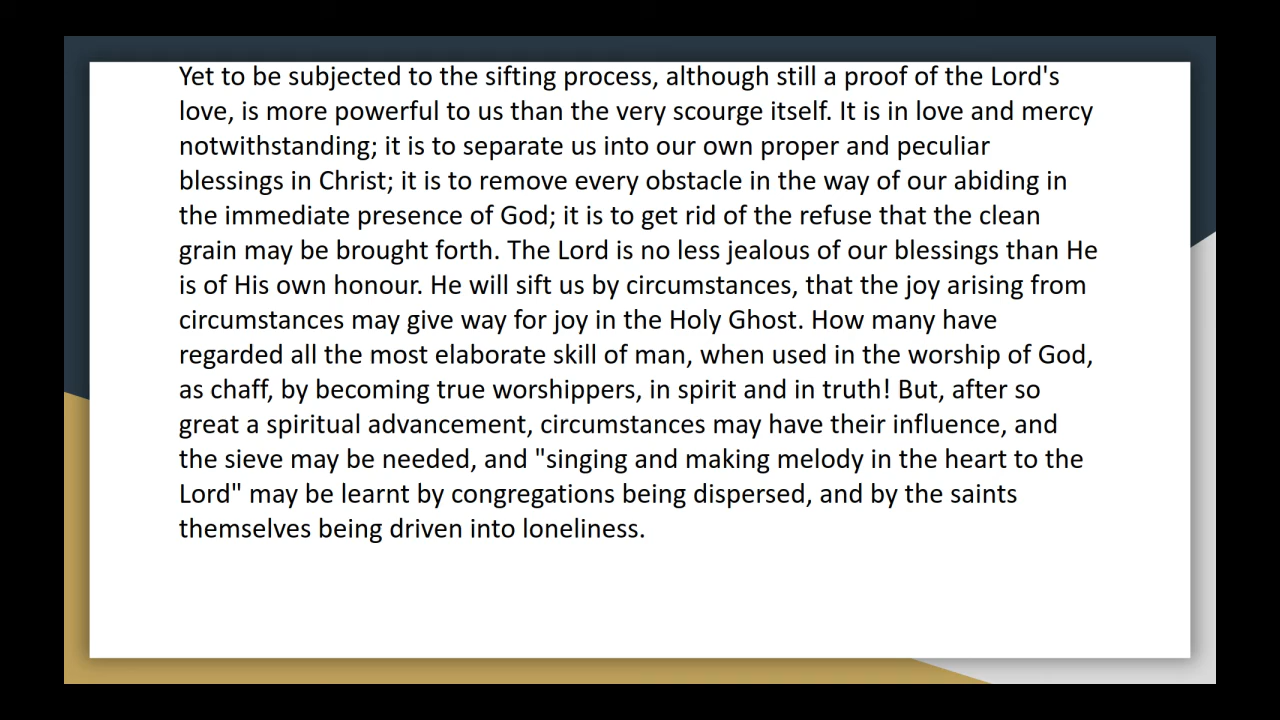 Yet to be subjected to the sifting process, although still a proof of the Lord's
love, is more powerful to us than the very scourge itself. It is in love and mercy
notwithstanding; it is to separate us into our own proper and peculiar
blessings in Christ; it is to remove every obstacle in the way of our abiding in
the immediate presence of God; it is to get rid of the refuse that the clean
grain may be brought forth. The Lord is no less jealous of our blessings than He
is of His own honour. He will sift us by circumstances, that the joy arising from
circumstances may give way for joy in the Holy Ghost. How many have
regarded all the most elaborate skill of man, when used in the worship of God,
as chaff, by becoming true worshippers, in spirit and in truth! But, after so
great a spiritual advancement, circumstances may have their influence, and
the sieve may be needed, and "singing and making melody in the heart to the
Lord" may be learnt by congregations being dispersed, and by the saints
themselves being driven into loneliness.